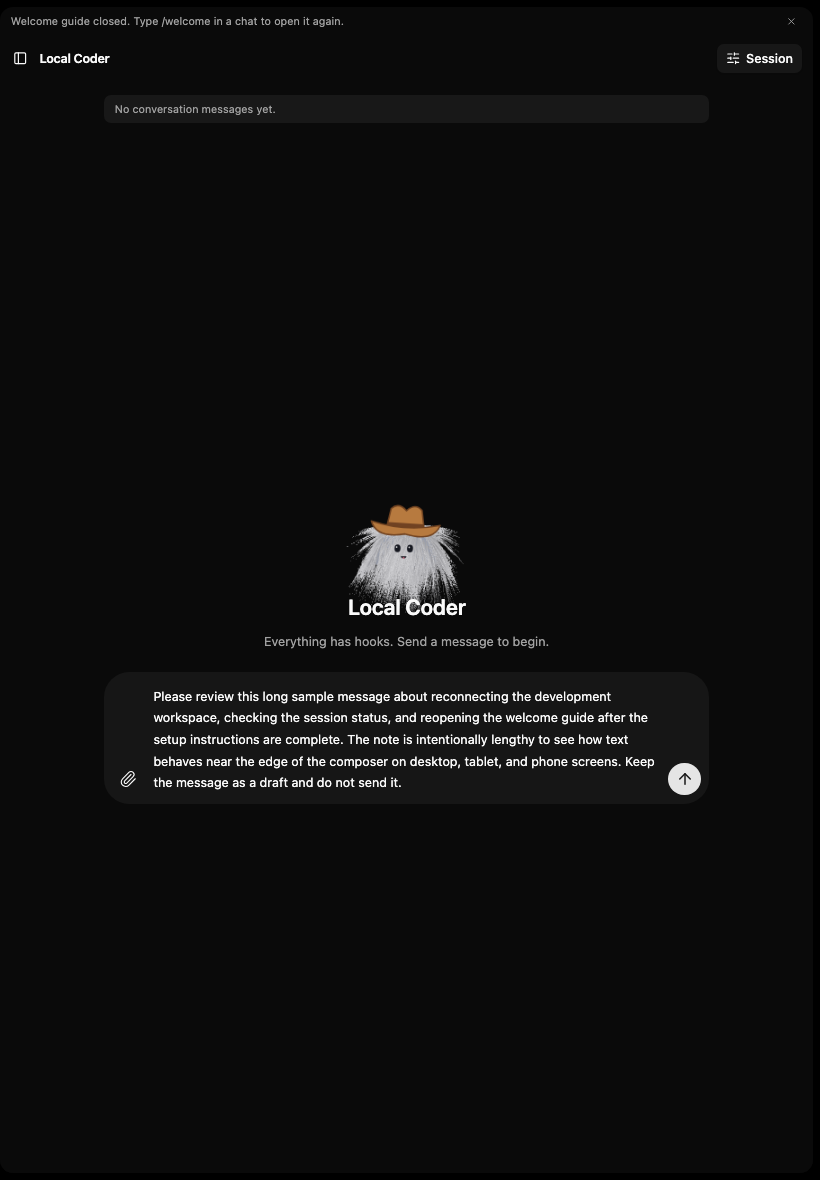 Welcome guide closed. Type /welcome in a chat to open it again.
Local Coder
Session
No conversation messages yet.
Local Coder
Everything has hooks. Send a message to begin.
Please review this long sample message about reconnecting the development
workspace, checking the session status, and reopening the welcome guide after the
setup instructions are complete. The note is intentionally lengthy to see how text
behaves near the edge of the composer on desktop, tablet, and phone screens. Keep
the message as a draft and do not send it.